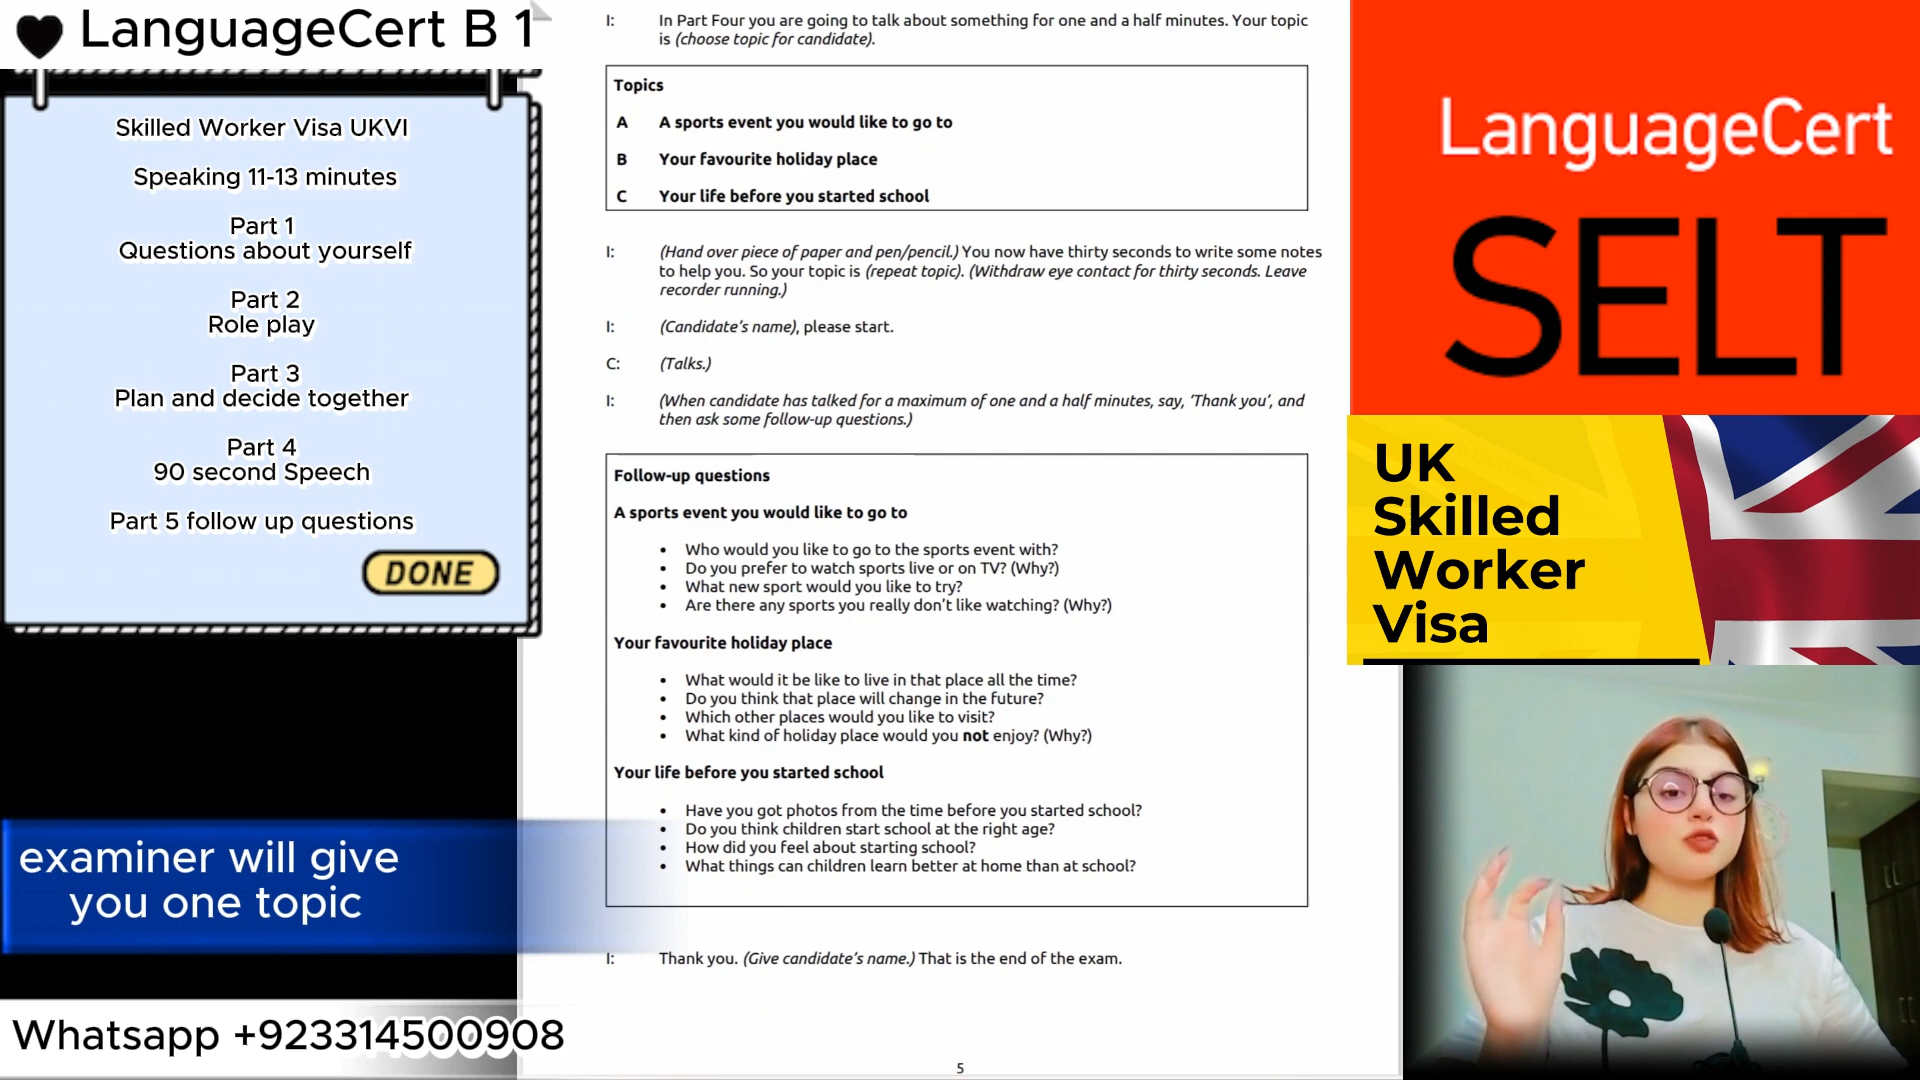 LanguageCert B 1
Skilled Worker Visa UKVI
Speaking 11-13 minutes
Part 1
Questions about yourself
Part 2
Role play
Part 3
Plan and decide together
Part 4
90 second Speech
Part 5 follow up questions
DONE
examiner will give
you one topic
Whatsapp +923314500908
I: In Part Four you are going to talk about something for one and a half minutes. Your topic
is (choose topic for candidate).
Topics
A A sports event you would like to go to
B Your favourite holiday place
C Your life before you started school
I: (Hand over piece of paper and pen/pencil.) You now have thirty seconds to write some notes
to help you. So your topic is (repeat topic). (Withdraw eye contact for thirty seconds. Leave
recorder running.)
I: (Candidate's name), please start.
C: (Talks.)
I: (When candidate has talked for a maximum of one and a half minutes, say, 'Thank you', and
then ask some follow-up questions.)
Follow-up questions
A sports event you would like to go to
• Who would you like to go to the sports event with?
• Do you prefer to watch sports live or on TV? (Why?)
• What new sport would you like to try?
• Are there any sports you really don't like watching? (Why?)
Your favourite holiday place
• What would it be like to live in that place all the time?
• Do you think that place will change in the future?
• Which other places would you like to visit?
• What kind of holiday place would you not enjoy? (Why?)
Your life before you started school
• Have you got photos from the time before you started school?
• Do you think children start school at the right age?
• How did you feel about starting school?
• What things can children learn better at home than at school?
I: Thank you. (Give candidate's name.) That is the end of the exam.
5
LanguageCert
SELT
UK
Skilled
Worker
Visa